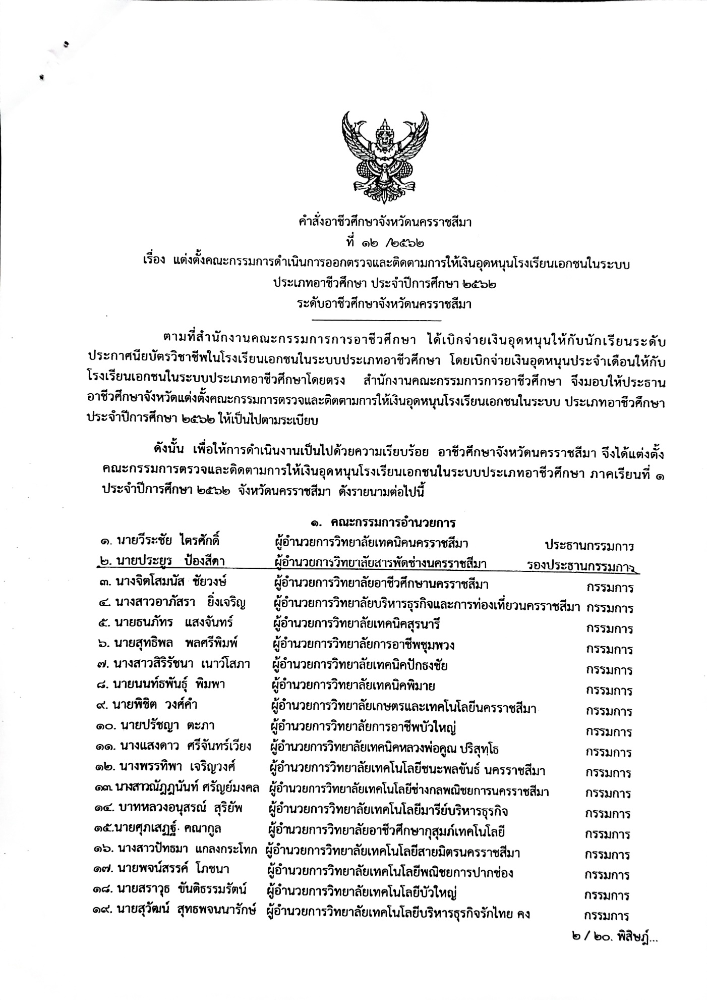 คำสั่งอาชีวศึกษาจังหวัดนครราชสีมา
ที่ ๑๒ /๒๕๖๒
เรื่อง แต่งตั้งคณะกรรมการดำเนินการออกตรวจและติดตามการให้เงินอุดหนุนโรงเรียนเอกชนในระบบ
ประเภทอาชีวศึกษา ประจำปีการศึกษา ๒๕๖๒
ระดับอาชีวศึกษาจังหวัดนครราชสีมา
ตามที่สำนักงานคณะกรรมการการอาชีวศึกษา ได้เบิกจ่ายเงินอุดหนุนให้กับนักเรียนระดับ
ประกาศนียบัตรวิชาชีพในโรงเรียนเอกชนในระบบประเภทอาชีวศึกษา โดยเบิกจ่ายเงินอุดหนุนประจำเดือนให้กับ
โรงเรียนเอกชนในระบบประเภทอาชีวศึกษาโดยตรง สำนักงานคณะกรรมการการอาชีวศึกษา จึงมอบให้ประธาน
อาชีวศึกษาจังหวัดแต่งตั้งคณะกรรมการตรวจและติดตามการให้เงินอุดหนุนโรงเรียนเอกชนในระบบ ประเภทอาชีวศึกษา
ประจำปีการศึกษา ๒๕๖๒ ให้เป็นไปตามระเบียบ
ดังนั้น เพื่อให้การดำเนินงานเป็นไปด้วยความเรียบร้อย อาชีวศึกษาจังหวัดนครราชสีมา จึงได้แต่งตั้ง
คณะกรรมการตรวจและติดตามการให้เงินอุดหนุนโรงเรียนเอกชนในระบบประเภทอาชีวศึกษา ภาคเรียนที่ ๑
ประจำปีการศึกษา ๒๕๖๒ จังหวัดนครราชสีมา ดังรายนามต่อไปนี้
๑. คณะกรรมการอำนวยการ
๑. นายวีระชัย ไตรศักดิ์ ผู้อำนวยการวิทยาลัยเทคนิคนครราชสีมา ประธานกรรมการ
๒. นายประยูร ป้องสีดา ผู้อำนวยการวิทยาลัยสารพัดช่างนครราชสีมา รองประธานกรรมการ
๓. นางจิตโสมนัส ชัยวงษ์ ผู้อำนวยการวิทยาลัยอาชีวศึกษานครราชสีมา กรรมการ
๔. นางสาวอาภัสรา ยิ่งเจริญ ผู้อำนวยการวิทยาลัยบริหารธุรกิจและการท่องเที่ยวนครราชสีมา กรรมการ
๕. นายธนภัทร แสงจันทร์ ผู้อำนวยการวิทยาลัยเทคนิคสุรนารี กรรมการ
๖. นายสุทธิพล พลศรีพิมพ์ ผู้อำนวยการวิทยาลัยการอาชีพชุมพวง กรรมการ
๗. นางสาวสิริรัชนา เนาว์โสภา ผู้อำนวยการวิทยาลัยเทคนิคปักธงชัย กรรมการ
๘. นายนนท์ธพันธุ์ พิมพา ผู้อำนวยการวิทยาลัยเทคนิคพิมาย กรรมการ
๙. นายพิชิต วงศ์คำ ผู้อำนวยการวิทยาลัยเกษตรและเทคโนโลยีนครราชสีมา กรรมการ
๑๐. นายปรัชญา ตะภา ผู้อำนวยการวิทยาลัยการอาชีพบัวใหญ่ กรรมการ
๑๑. นางแสงดาว ศรีจันทร์เวียง ผู้อำนวยการวิทยาลัยเทคนิคหลวงพ่อคูณ ปริสุทฺโธ กรรมการ
๑๒. นางพรรทิพา เจริญวงศ์ ผู้อำนวยการวิทยาลัยเทคโนโลยีชนะพลขันธ์ นครราชสีมา กรรมการ
๑๓. นางสาวณัฏฎนันท์ ศรัญย์มงคล ผู้อำนวยการวิทยาลัยเทคโนโลยีช่างกลพณิชยการนครราชสีมา กรรมการ
๑๔. บาทหลวงอนุสรณ์ สุริยัพ ผู้อำนวยการวิทยาลัยเทคโนโลยีมารีย์บริหารธุรกิจ กรรมการ
๑๕.นายศุภเสฏฐ์ คณากูล ผู้อำนวยการวิทยาลัยอาชีวศึกษากุสุมภ์เทคโนโลยี กรรมการ
๑๖. นางสาวปัทธมา แกลงกระโทก ผู้อำนวยการวิทยาลัยเทคโนโลยีสายมิตรนครราชสีมา กรรมการ
๑๗. นายพจน์สรรค์ โภชนา ผู้อำนวยการวิทยาลัยเทคโนโลยีพณิชยการปากช่อง กรรมการ
๑๘. นายสราวุธ ขันติธรรมรัตน์ ผู้อำนวยการวิทยาลัยเทคโนโลยีบัวใหญ่ กรรมการ
๑๙. นายสุวัฒน์ สุทธพจนนารักษ์ ผู้อำนวยการวิทยาลัยเทคโนโลยีบริหารธุรกิจรักไทย คง กรรมการ
๒ / ๒๐. พิสิษฎ์...